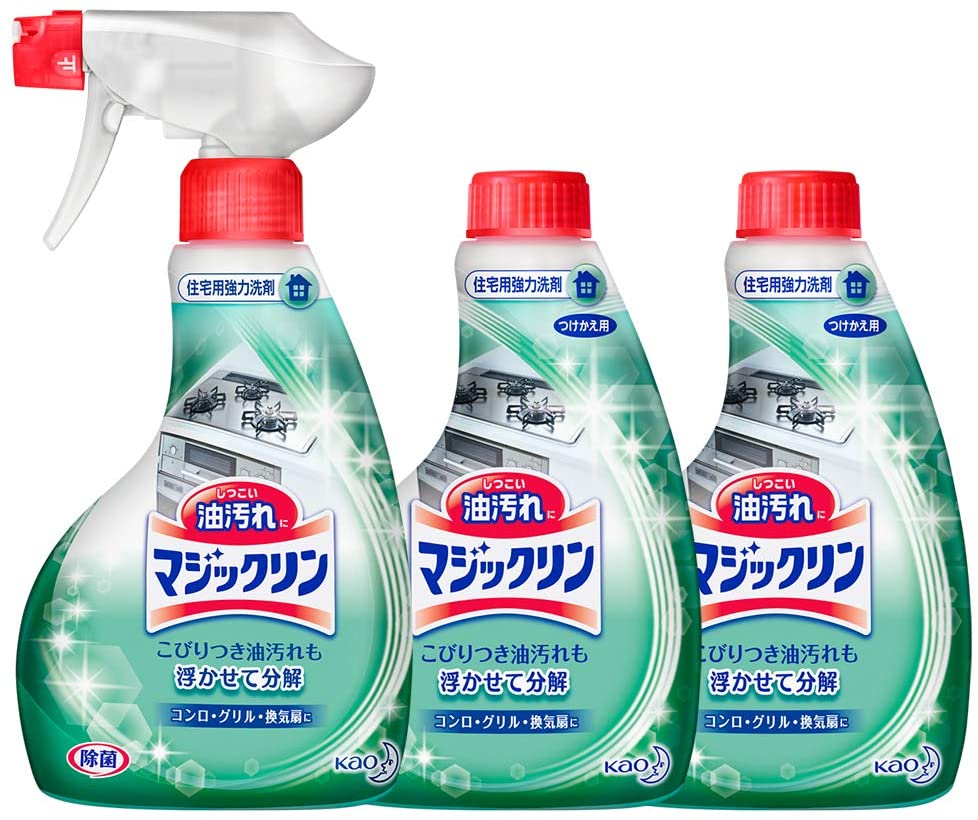 住宅用強力洗剤
しつこい
油汚れに
マジックリン
こびりつき油汚れも
浮かせて分解
コンロ・グリル・換気扇に
除菌
Kao
住宅用強力洗剤
つけかえ用
しつこい
油汚れに
マジックリン
こびりつき油汚れも
浮かせて分解
コンロ・グリル・換気扇に
Kao
住宅用強力洗剤
つけかえ用
しつこい
油汚れに
マジックリン
こびりつき油汚れも
浮かせて分解
コンロ・グリル・換気扇に
Kao